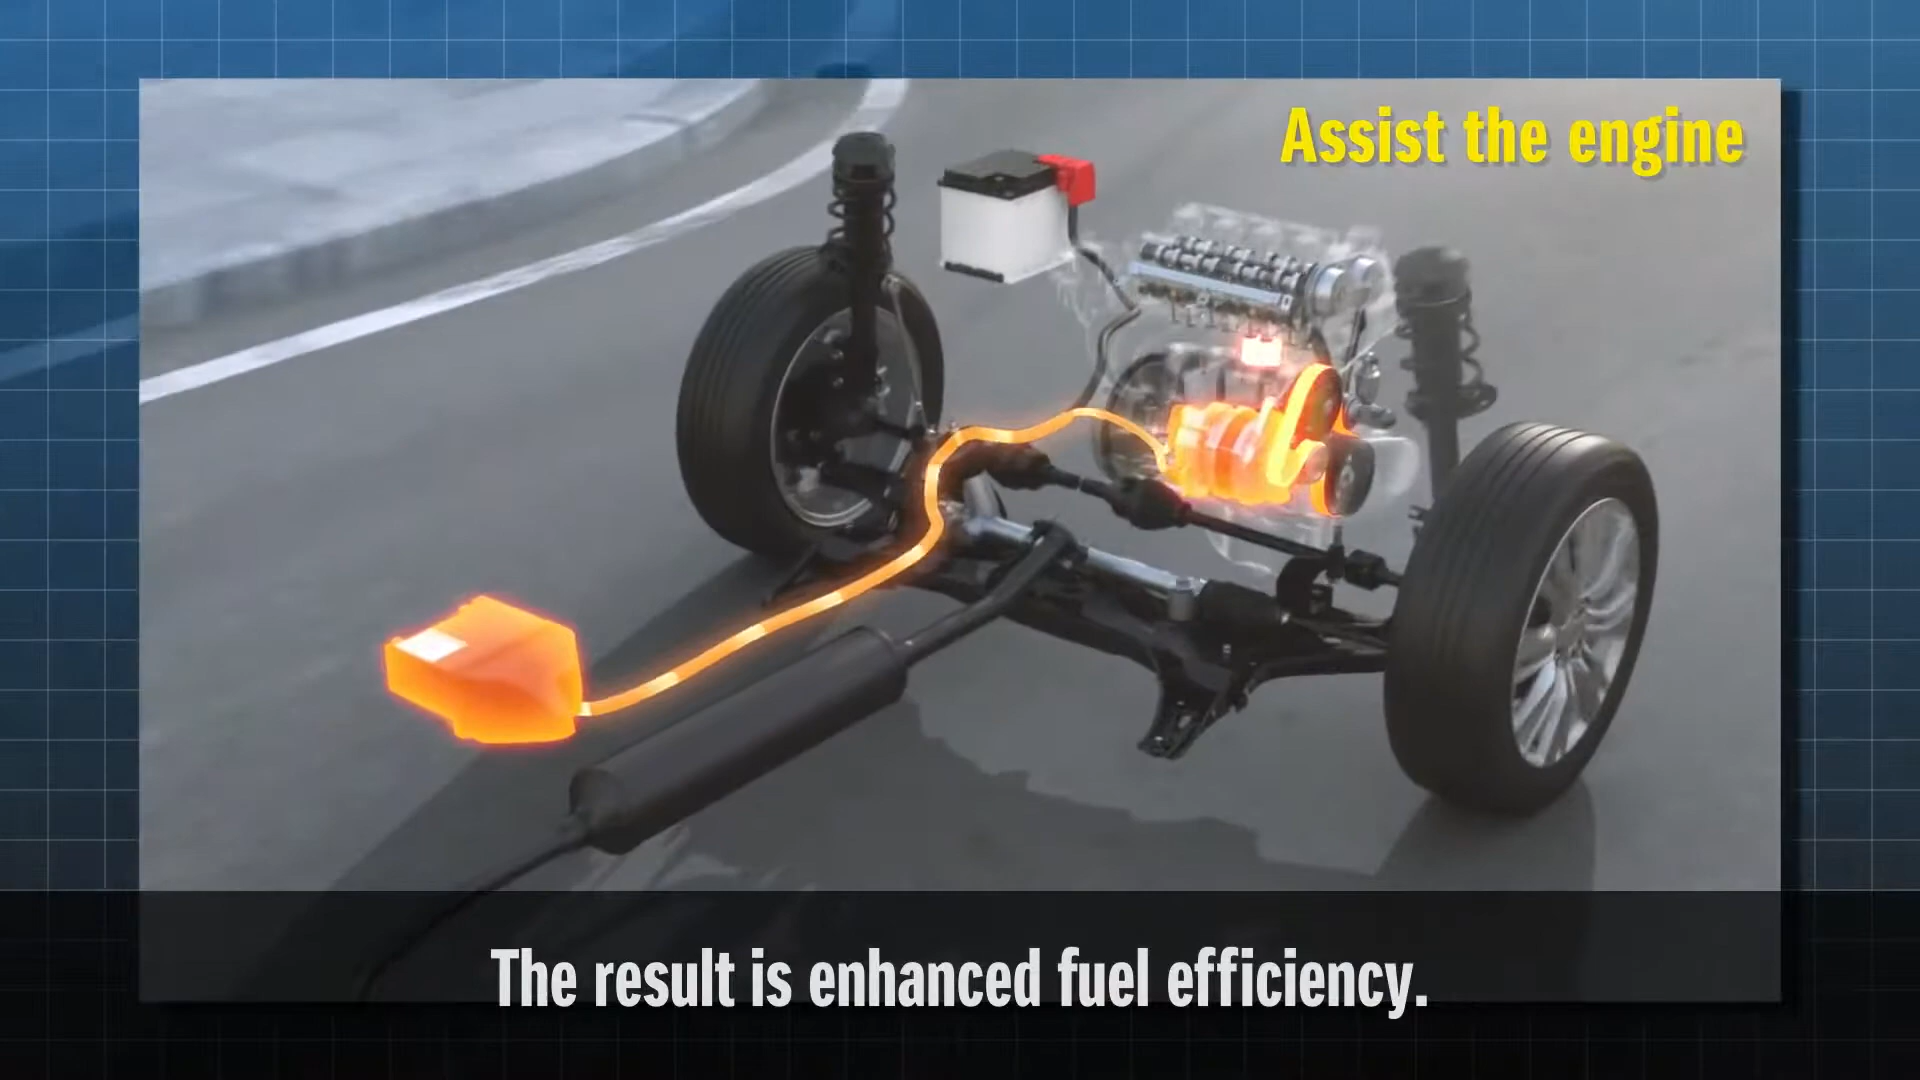 Assist the engine
The result is enhanced fuel efficiency.